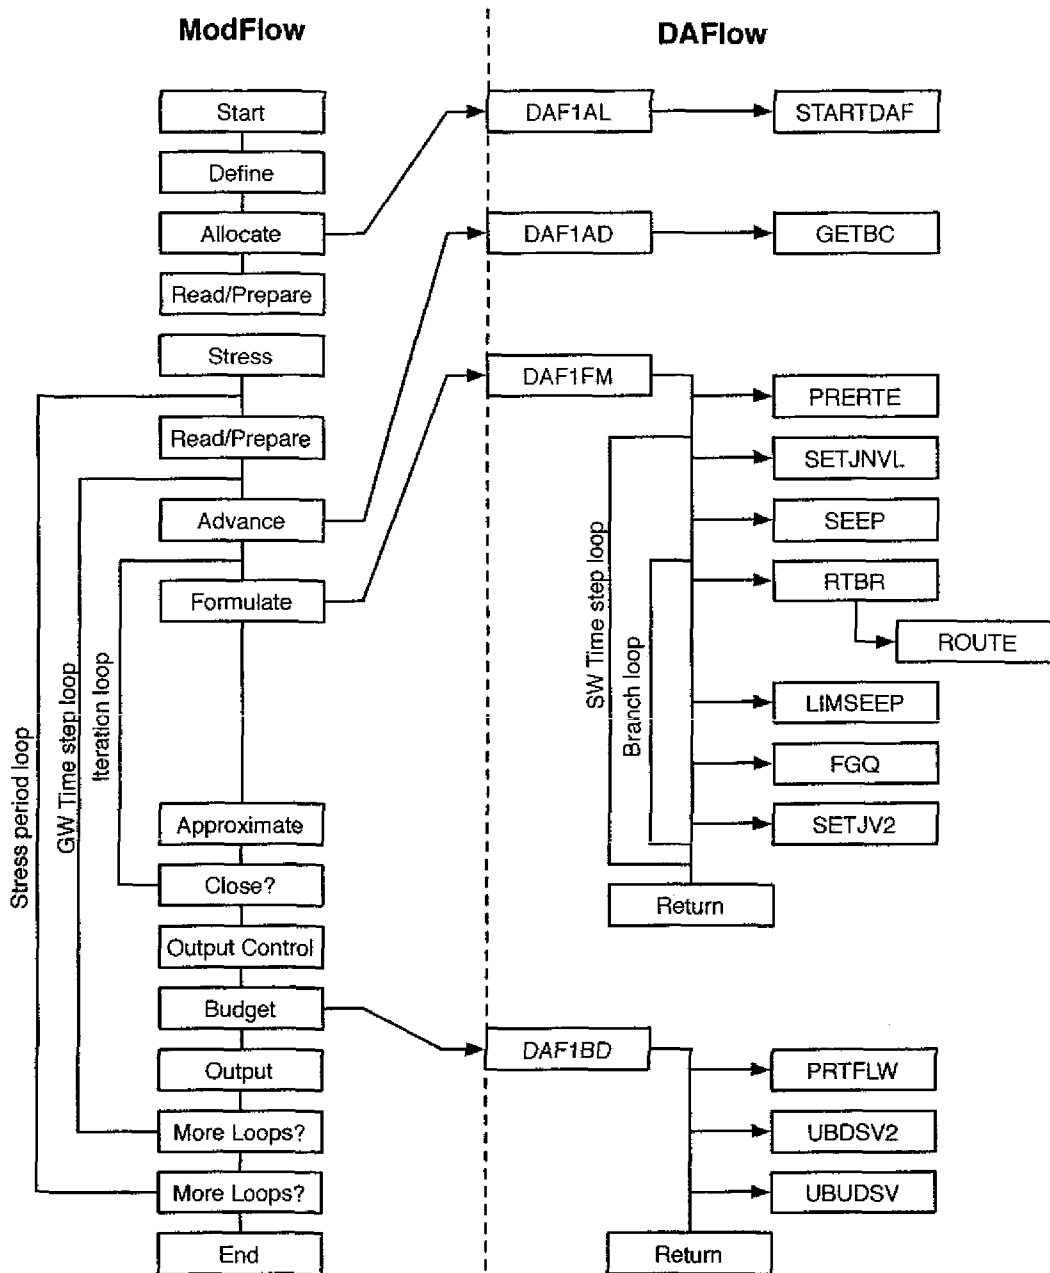 ModFlow
DAFlow
Start
DAF1AL
STARTDAF
Define
Allocate
DAF1AD
GETBC
Read/Prepare
Stress
DAF1FM
PRERTE
Read/Prepare
SETJNVL
Advance
SEEP
Formulate
RTBR
ROUTE
Stress period loop
GW Time step loop
Iteration loop
SW Time step loop
Branch loop
LIMSEEP
FGQ
Approximate
SETJV2
Close?
Return
Output Control
Budget
DAF1BD
Output
PRTFLW
More Loops?
UBDSV2
More Loops?
UBUDSV
End
Return